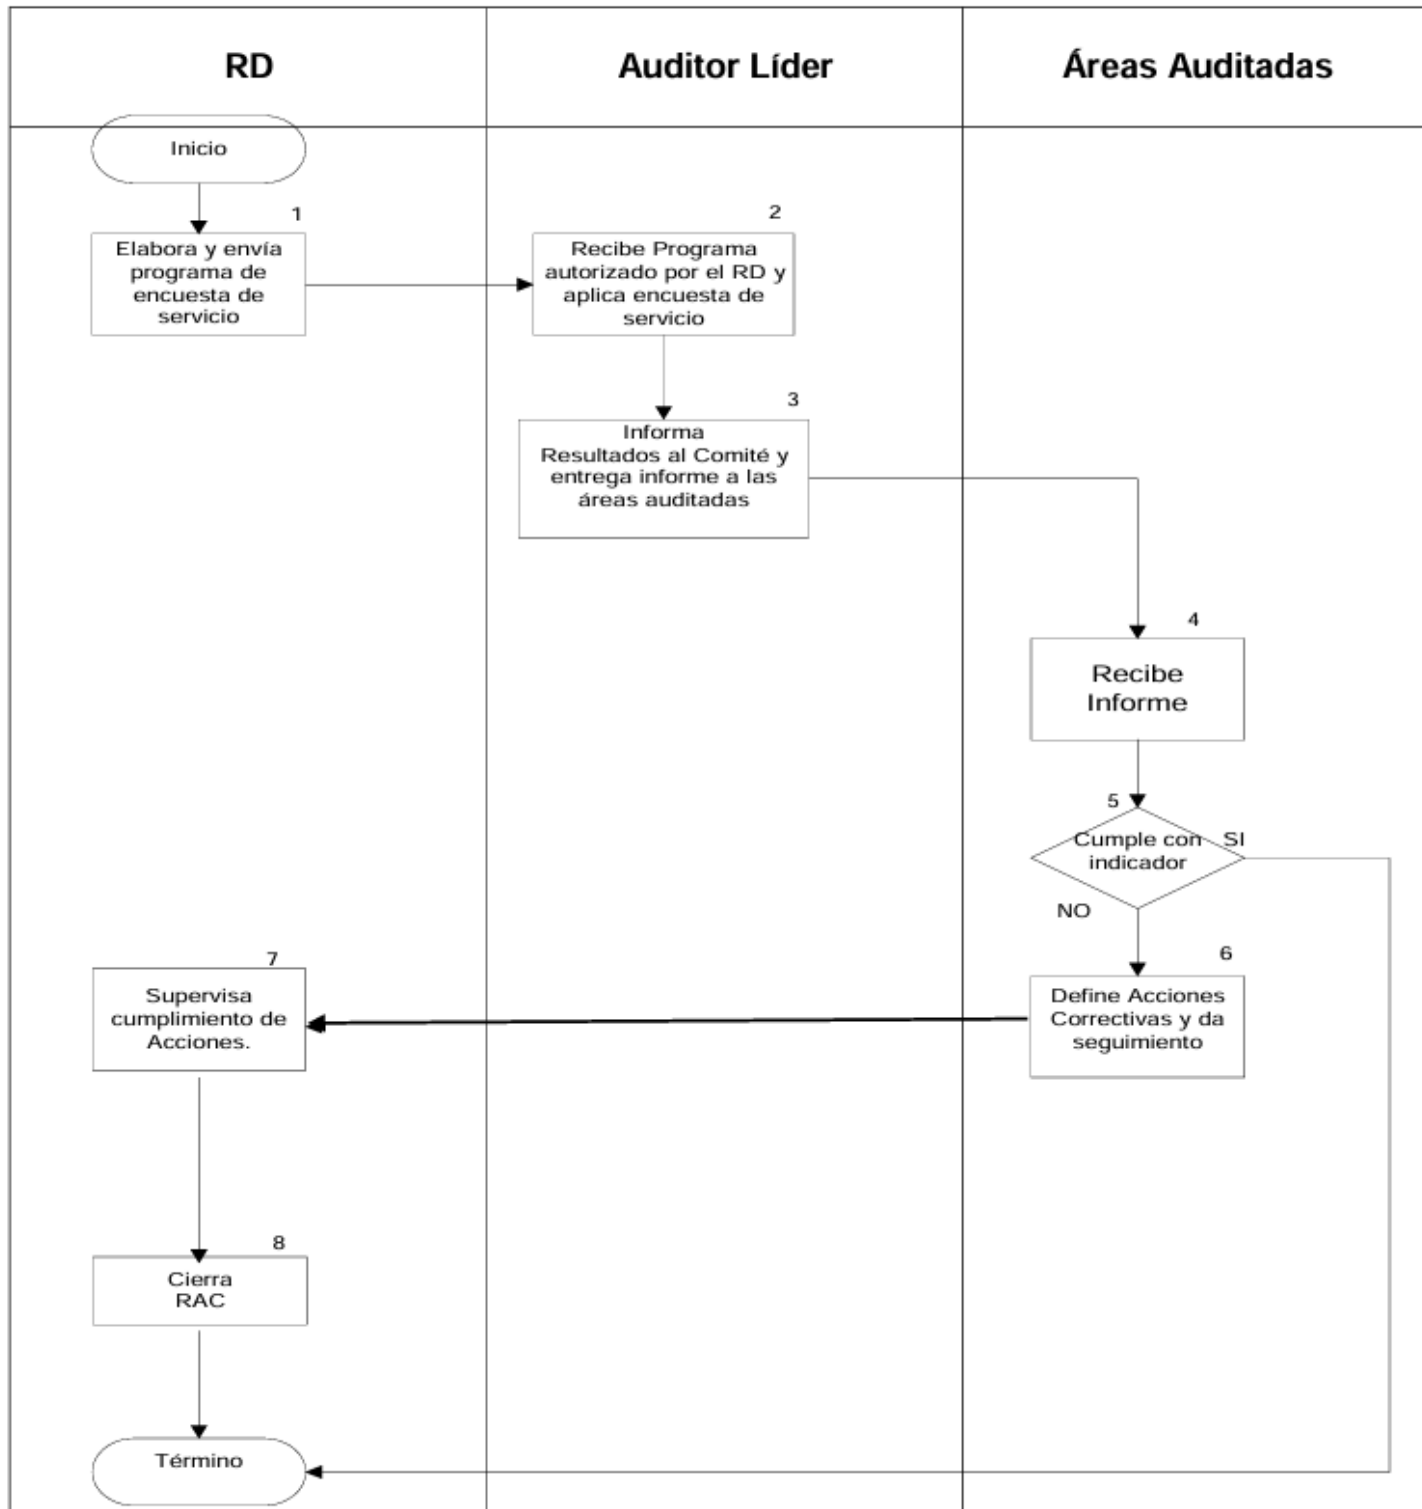 RD
Auditor Líder
Áreas Auditadas
Inicio
1
Elabora y envía
programa de
encuesta de
servicio
2
Recibe Programa
autorizado por el RD y
aplica encuesta de
servicio
3
Informa
Resultados al Comité y
entrega informe a las
áreas auditadas
4
Recibe
Informe
5
Cumple con
indicador
SI
NO
6
Define Acciones
Correctivas y da
seguimiento
7
Supervisa
cumplimiento de
Acciones.
8
Cierra
RAC
Término